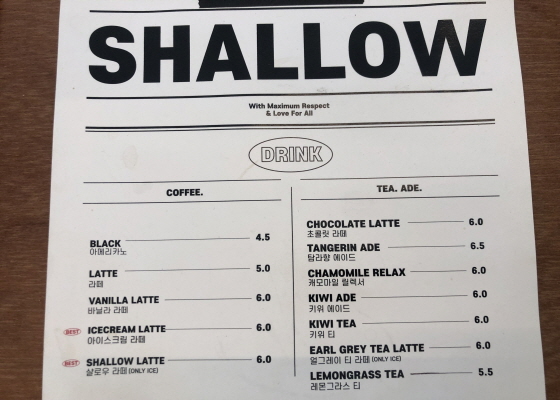 SHALLOW
With Maximum Respect
& Love For All
DRINK
COFFEE.
BLACK 4.5
아메리카노
LATTE 5.0
라떼
VANILLA LATTE 6.0
바닐라 라떼
BEST ICECREAM LATTE 6.0
아이스크림 라떼
BEST SHALLOW LATTE 6.0
샬로우 라떼 (ONLY ICE)
TEA. ADE.
CHOCOLATE LATTE 6.0
초콜릿 라떼
TANGERIN ADE 6.5
탐라향 에이드
CHAMOMILE RELAX 6.0
캐모마일 릴렉서
KIWI ADE 6.0
키위 에이드
KIWI TEA 6.0
키위 티
EARL GREY TEA LATTE 6.0
얼그레이 티 라떼 (ONLY ICE)
LEMONGRASS TEA 5.5
레몬그라스 티